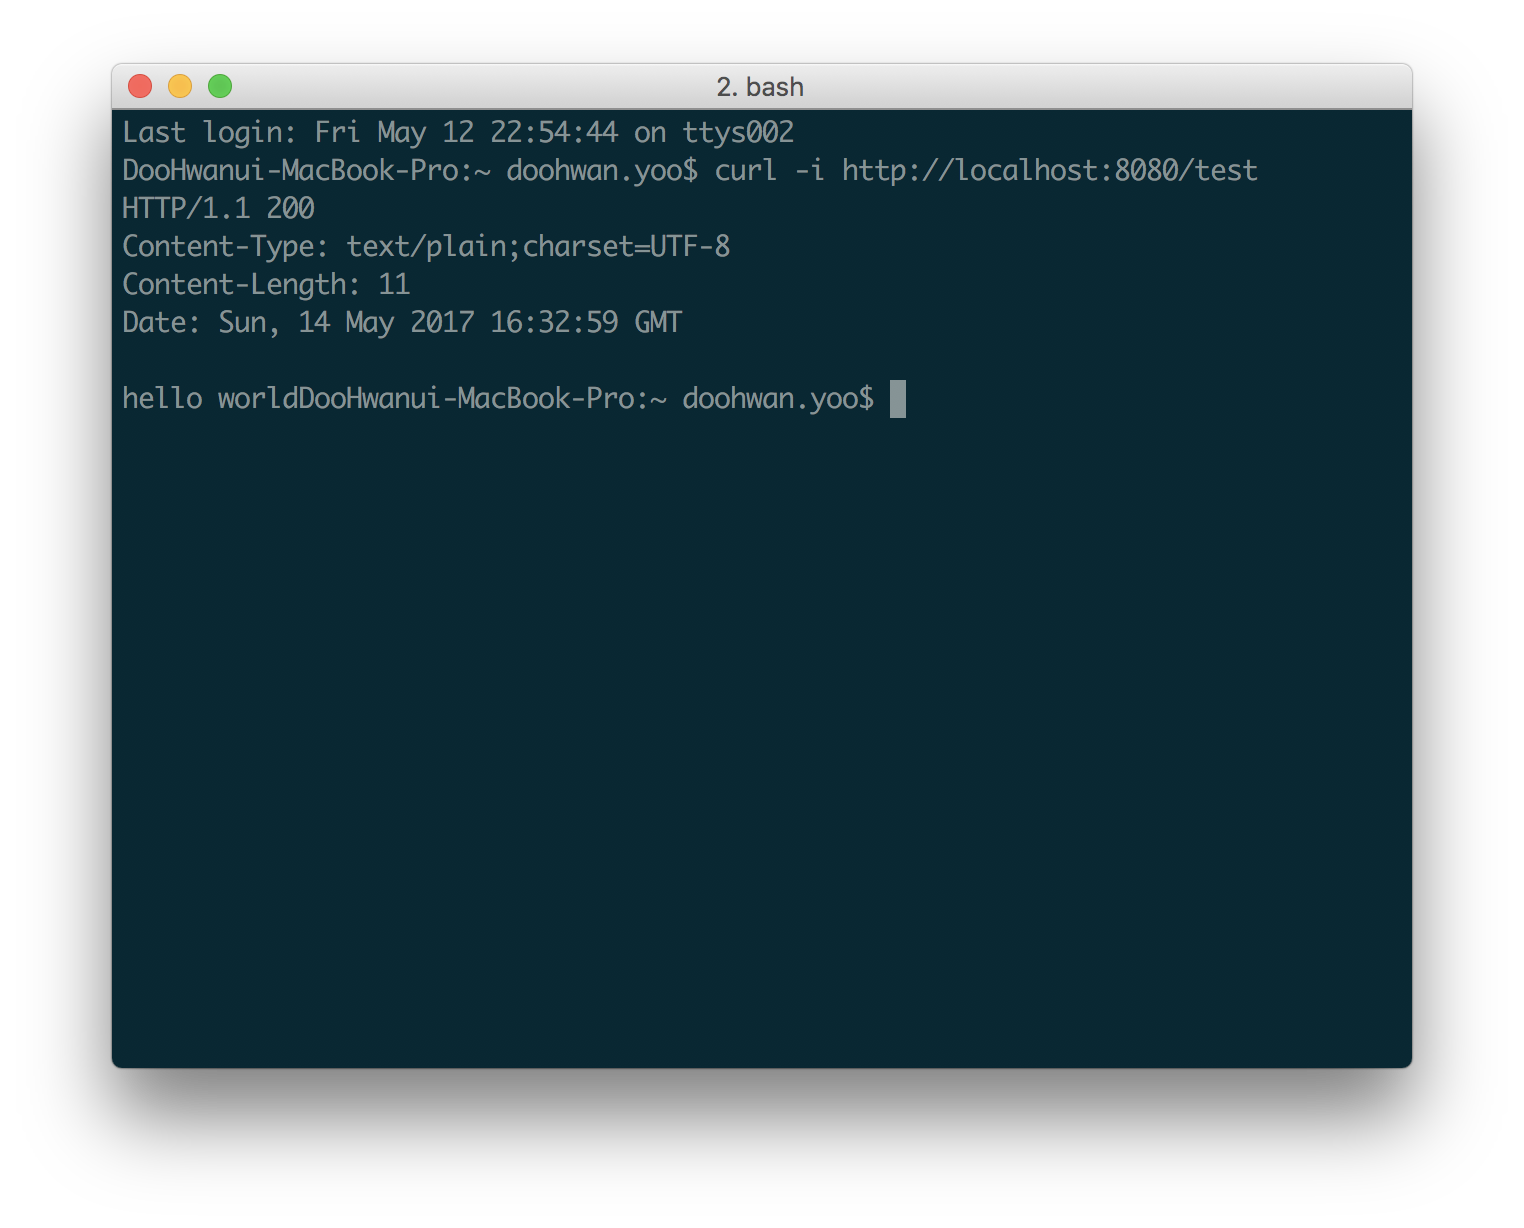 2. bash
Last login: Fri May 12 22:54:44 on ttys002
DooHwanui-MacBook-Pro:~ doohwan.yoo$ curl -i http://localhost:8080/test
HTTP/1.1 200
Content-Type: text/plain;charset=UTF-8
Content-Length: 11
Date: Sun, 14 May 2017 16:32:59 GMT
hello worldDooHwanui-MacBook-Pro:~ doohwan.yoo$